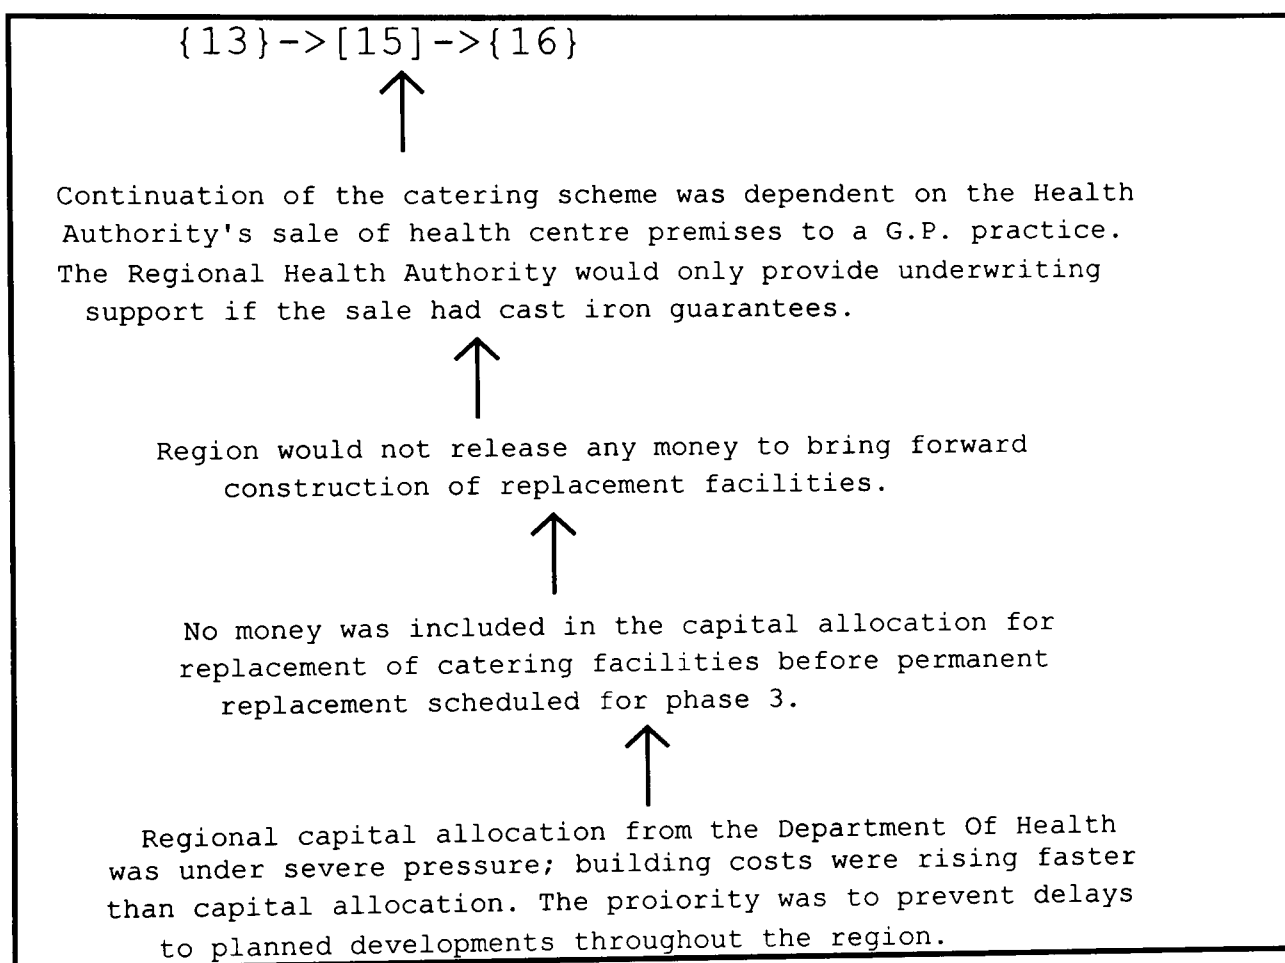 {13}->[15]->{16}
Continuation of the catering scheme was dependent on the Health
Authority's sale of health centre premises to a G.P. practice.
The Regional Health Authority would only provide underwriting
support if the sale had cast iron guarantees.
Region would not release any money to bring forward
construction of replacement facilities.
No money was included in the capital allocation for
replacement of catering facilities before permanent
replacement scheduled for phase 3.
Regional capital allocation from the Department Of Health
was under severe pressure; building costs were rising faster
than capital allocation. The proiority was to prevent delays
to planned developments throughout the region.